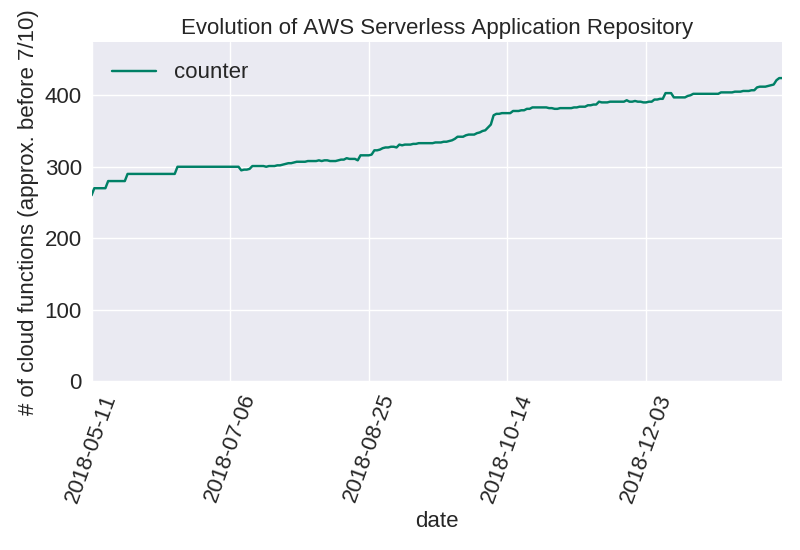 Evolution of AWS Serverless Application Repository
# of cloud functions (approx. before 7/10)
counter
400
300
200
100
0
2018-05-11
2018-07-06
2018-08-25
2018-10-14
2018-12-03
date